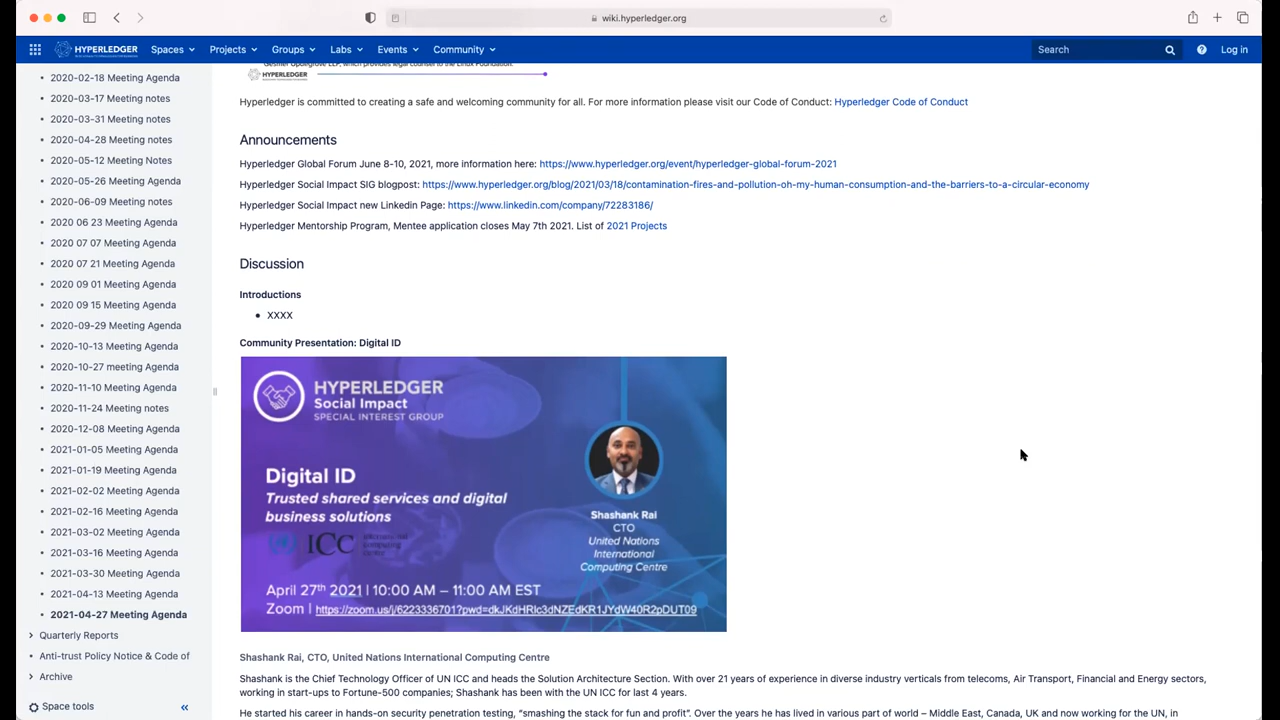 wiki.hyperledger.org
HYPERLEDGER
Spaces
Projects
Groups
Labs
Events
Community
Search
Log in
2020-02-18 Meeting Agenda
2020-03-17 Meeting notes
2020-03-31 Meeting notes
2020-04-28 Meeting notes
2020-05-12 Meeting Notes
2020-05-26 Meeting Agenda
2020-06-09 Meeting notes
2020 06 23 Meeting Agenda
2020 07 07 Meeting Agenda
2020 07 21 Meeting Agenda
2020 09 01 Meeting Agenda
2020 09 15 Meeting Agenda
2020-09-29 Meeting Agenda
2020-10-13 Meeting Agenda
2020-10-27 meeting Agenda
2020-11-10 Meeting Agenda
2020-11-24 Meeting notes
2020-12-08 Meeting Agenda
2021-01-05 Meeting Agenda
2021-01-19 Meeting Agenda
2021-02-02 Meeting Agenda
2021-02-16 Meeting Agenda
2021-03-02 Meeting Agenda
2021-03-16 Meeting Agenda
2021-03-30 Meeting Agenda
2021-04-13 Meeting Agenda
2021-04-27 Meeting Agenda
Quarterly Reports
Anti-trust Policy Notice & Code of
Archive
Space tools
Gesmer Updegrove LLP, which provides legal counsel to the Linux Foundation.
HYPERLEDGER
Hyperledger is committed to creating a safe and welcoming community for all. For more information please visit our Code of Conduct: Hyperledger Code of Conduct
Announcements
Hyperledger Global Forum June 8-10, 2021, more information here: https://www.hyperledger.org/event/hyperledger-global-forum-2021
Hyperledger Social Impact SIG blogpost: https://www.hyperledger.org/blog/2021/03/18/contamination-fires-and-pollution-oh-my-human-consumption-and-the-barriers-to-a-circular-economy
Hyperledger Social Impact new Linkedin Page: https://www.linkedin.com/company/72283186/
Hyperledger Mentorship Program, Mentee application closes May 7th 2021. List of 2021 Projects
Discussion
Introductions
• XXXX
Community Presentation: Digital ID
HYPERLEDGER
Social Impact
SPECIAL INTEREST GROUP
Digital ID
Trusted shared services and digital
business solutions
ICC
Shashank Rai
CTO
United Nations
International
Computing Centre
April 27th 2021 | 10:00 AM – 11:00 AM EST
Zoom | https://zoom.us/j/6223336701?pwd=dkJKdHRlc3dNZEdKR1JYdW40R2pDUT09
Shashank Rai, CTO, United Nations International Computing Centre
Shashank is the Chief Technology Officer of UN ICC and heads the Solution Architecture Section. With over 21 years of experience in diverse industry verticals from telecoms, Air Transport, Financial and Energy sectors,
working in start-ups to Fortune-500 companies; Shashank has been with the UN ICC for last 4 years.
He started his career in hands-on security penetration testing, “smashing the stack for fun and profit”. Over the years he has lived in various part of world – Middle East, Canada, UK and now working for the UN, in